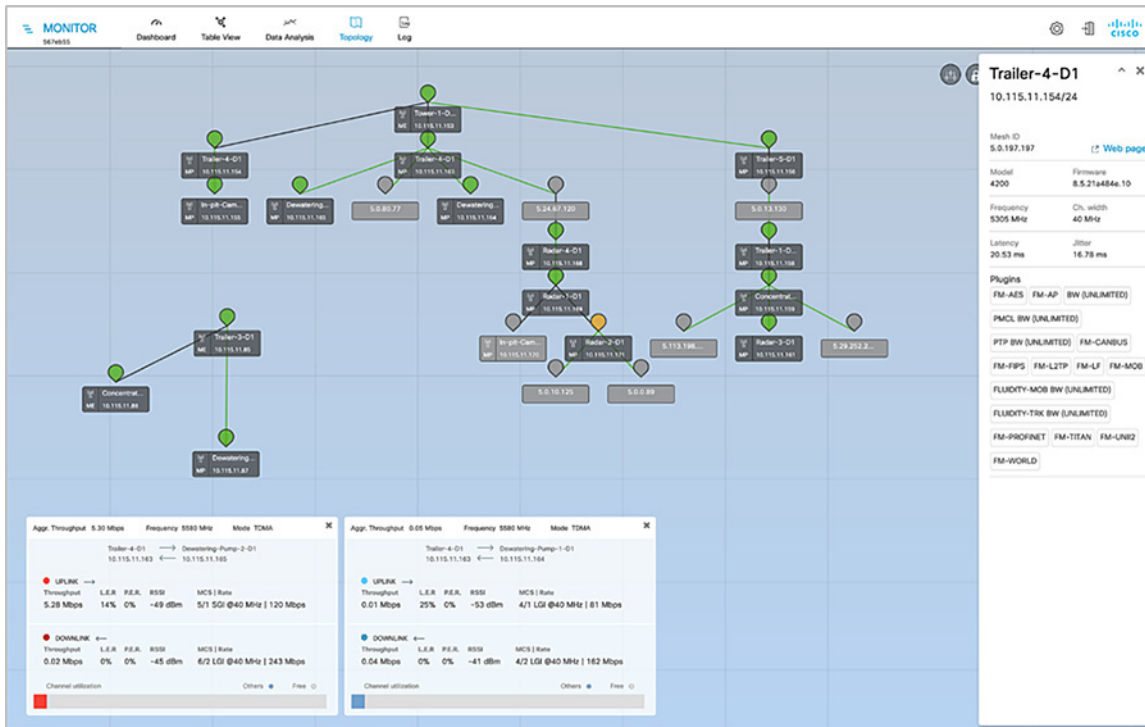 MONITOR
567eb55
Dashboard
Table View
Data Analysis
Topology
Log
CISCO
Tower-1-D...
ME 10.115.11.153
Trailer-4-D1
MP 10.115.11.154
Trailer-4-D1
MP 10.115.11.163
Trailer-5-D1
MP 10.115.11.156
In-pit-Cam...
MP 10.115.11.155
Dewatering...
MP 10.115.11.165
5.0.80.77
Dewatering...
MP 10.115.11.164
5.24.67.120
5.0.13.130
Radar-4-D1
MP 10.115.11.168
Trailer-1-D...
MP 10.115.11.158
Radar-1-D1
MP 10.115.11.169
Concentrat...
MP 10.115.11.159
Trailer-3-D1
ME 10.115.11.85
In-pit-Cam...
MP 10.115.11.170
Radar-2-D1
MP 10.115.11.171
5.113.198....
Radar-3-D1
MP 10.115.11.161
5.29.252.2...
Concentrat...
ME 10.115.11.86
5.0.10.125
5.0.0.89
Dewatering...
MP 10.115.11.87
Trailer-4-D1
10.115.11.154/24
Mesh ID
5.0.197.197
Web page
Model Firmware
4200 8.5.21a484e.10
Frequency Ch. width
5305 MHz 40 MHz
Latency Jitter
20.53 ms 16.78 ms
Plugins
FM-AES FM-AP BW (UNLIMITED)
PMCL BW (UNLIMITED)
PTP BW (UNLIMITED) FM-CANBUS
FM-FIPS FM-L2TP FM-LF FM-MOB
FLUIDITY-MOB BW (UNLIMITED)
FLUIDITY-TRK BW (UNLIMITED)
FM-PROFINET FM-TITAN FM-UNII2
FM-WORLD
Aggr. Throughput 5.30 Mbps Frequency 5580 MHz Mode TDMA
Trailer-4-D1 → Dewatering-Pump-2-D1
10.115.11.163 ← 10.115.11.165
UPLINK →
Throughput L.E.R P.E.R. RSSI MCS | Rate
5.28 Mbps 14% 0% -49 dBm 5/1 SGI @40 MHz | 120 Mbps
DOWNLINK ←
Throughput L.E.R P.E.R. RSSI MCS | Rate
0.02 Mbps 0% 0% -45 dBm 6/2 LGI @40 MHz | 243 Mbps
Channel utilization Others Free
Aggr. Throughput 0.05 Mbps Frequency 5580 MHz Mode TDMA
Trailer-4-D1 → Dewatering-Pump-1-D1
10.115.11.163 ← 10.115.11.164
UPLINK →
Throughput L.E.R P.E.R. RSSI MCS | Rate
0.01 Mbps 25% 0% -53 dBm 4/1 LGI @40 MHz | 81 Mbps
DOWNLINK ←
Throughput L.E.R P.E.R. RSSI MCS | Rate
0.04 Mbps 0% 0% -41 dBm 4/2 LGI @40 MHz | 162 Mbps
Channel utilization Others Free